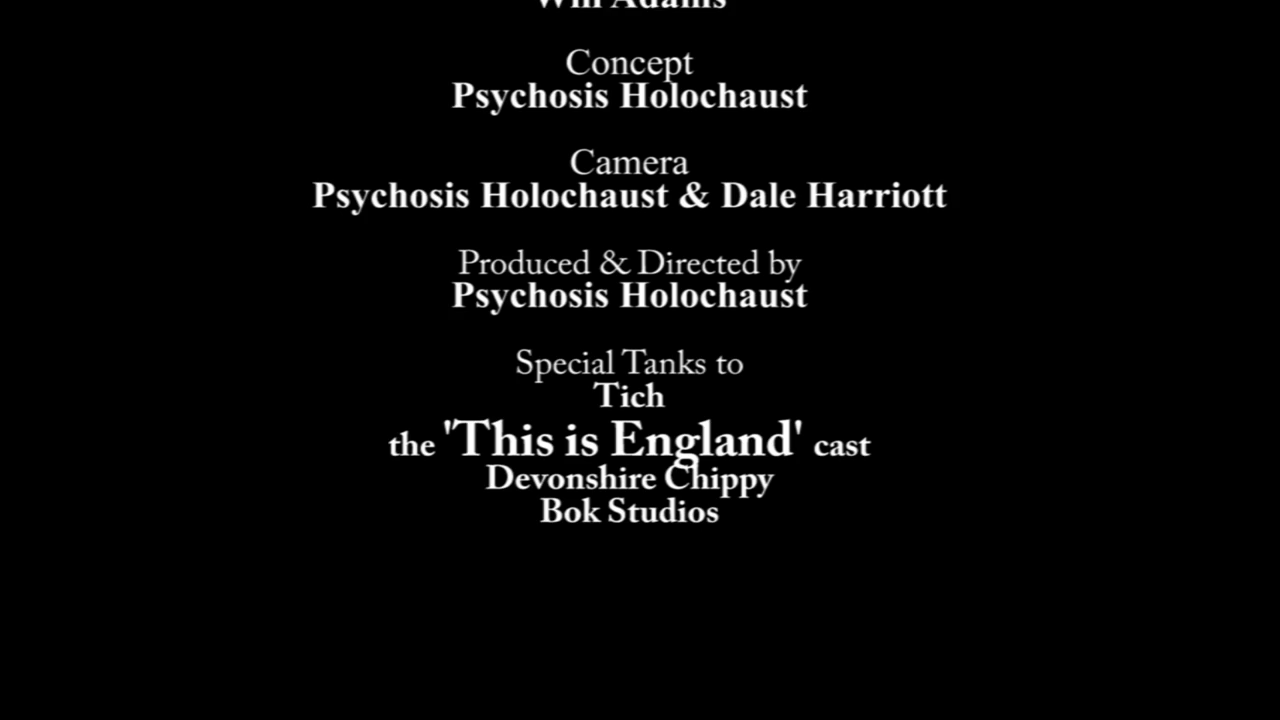 Adams
Concept
Psychosis Holochaust
Camera
Psychosis Holochaust & Dale Harriott
Produced & Directed by
Psychosis Holochaust
Special Tanks to
Tich
the 'This is England' cast
Devonshire Chippy
Bok Studios